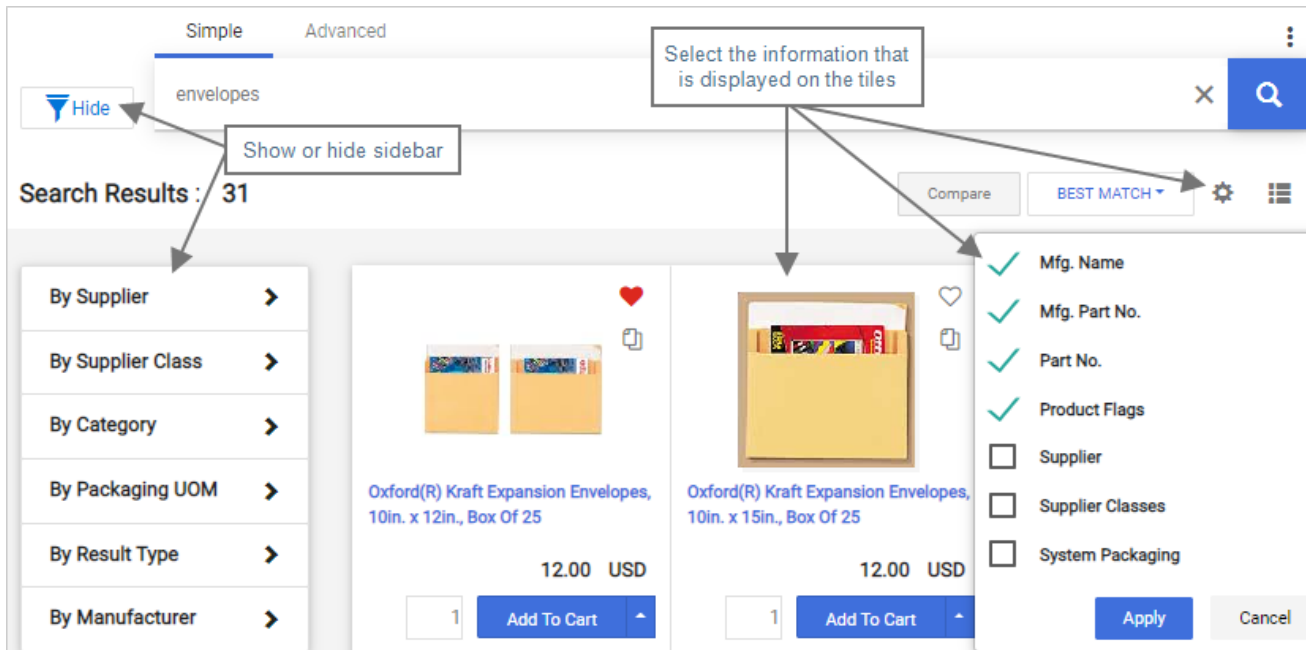 Simple Advanced
Select the information that
is displayed on the tiles
envelopes
Hide
Show or hide sidebar
Search Results : 31
Compare
BEST MATCH
By Supplier
By Supplier Class
By Category
By Packaging UOM
By Result Type
By Manufacturer
Oxford(R) Kraft Expansion Envelopes,
10in. x 12in., Box Of 25
12.00 USD
1
Add To Cart
Oxford(R) Kraft Expansion Envelopes,
10in. x 15in., Box Of 25
12.00 USD
1
Add To Cart
Mfg. Name
Mfg. Part No.
Part No.
Product Flags
Supplier
Supplier Classes
System Packaging
Apply
Cancel